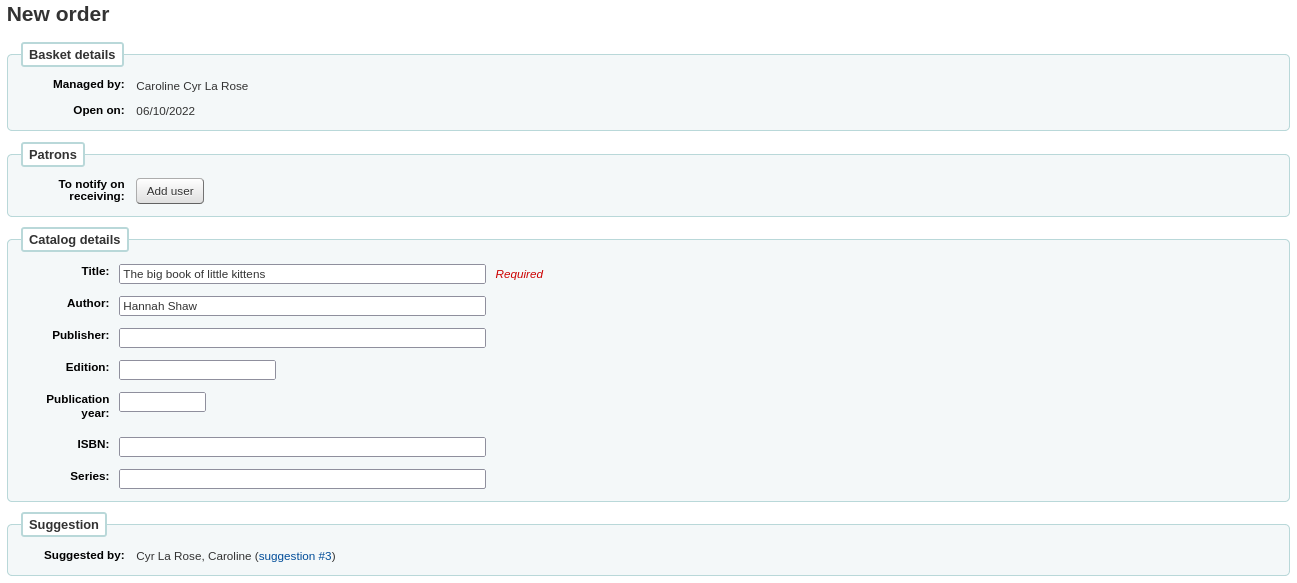 New order
Basket details
Managed by: Caroline Cyr La Rose
Open on: 06/10/2022
Patrons
To notify on
receiving: Add user
Catalog details
Title: The big book of little kittens Required
Author: Hannah Shaw
Publisher:
Edition:
Publication
year:
ISBN:
Series:
Suggestion
Suggested by: Cyr La Rose, Caroline (suggestion #3)